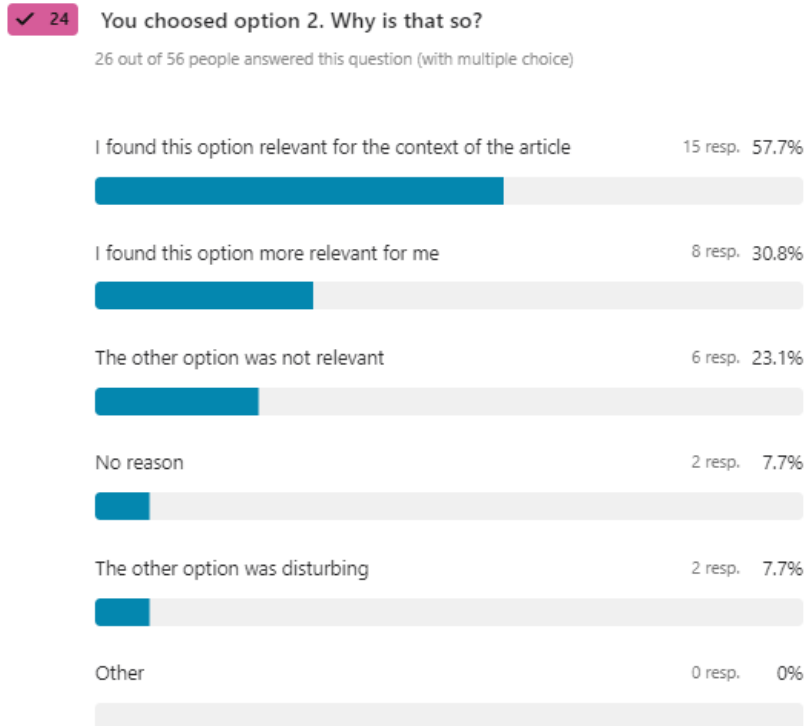 24 You choosed option 2. Why is that so?
26 out of 56 people answered this question (with multiple choice)
I found this option relevant for the context of the article 15 resp. 57.7%
I found this option more relevant for me 8 resp. 30.8%
The other option was not relevant 6 resp. 23.1%
No reason 2 resp. 7.7%
The other option was disturbing 2 resp. 7.7%
Other 0 resp. 0%